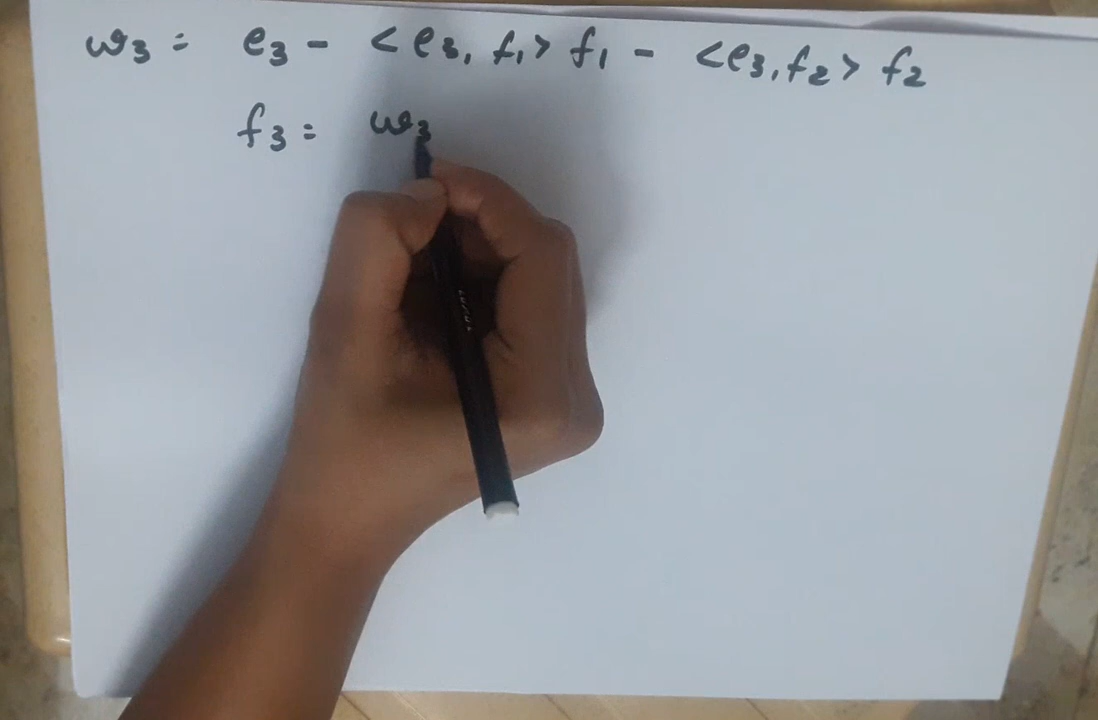 w3 = e3 - <e3, f1> f1 - <e3, f2> f2
f3 = w3